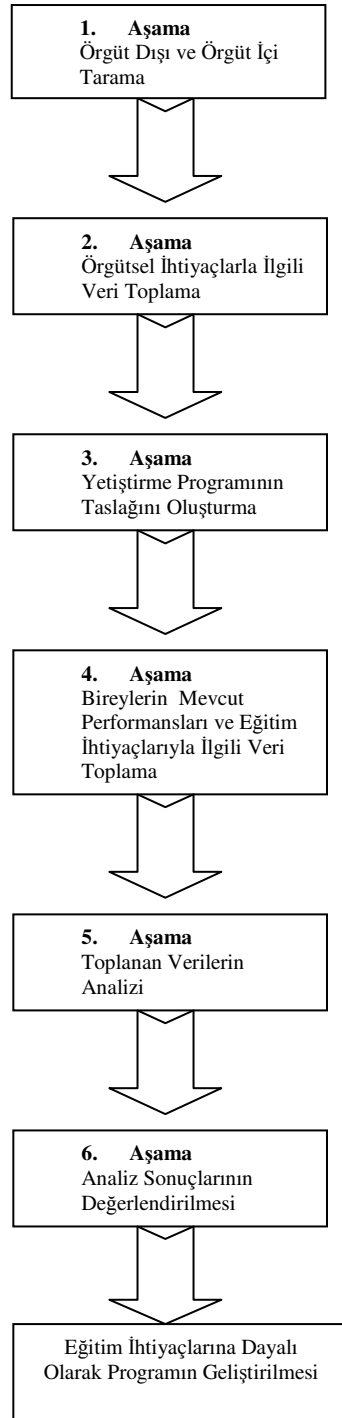 1. Aşama
Örgüt Dışı ve Örgüt İçi
Tarama
2. Aşama
Örgütsel İhtiyaçlarla İlgili
Veri Toplama
3. Aşama
Yetiştirme Programının
Taslağını Oluşturma
4. Aşama
Bireylerin Mevcut
Performansları ve Eğitim
İhtiyaçlarıyla İlgili Veri
Toplama
5. Aşama
Toplanan Verilerin
Analizi
6. Aşama
Analiz Sonuçlarının
Değerlendirilmesi
Eğitim İhtiyaçlarına Dayalı
Olarak Programın Geliştirilmesi